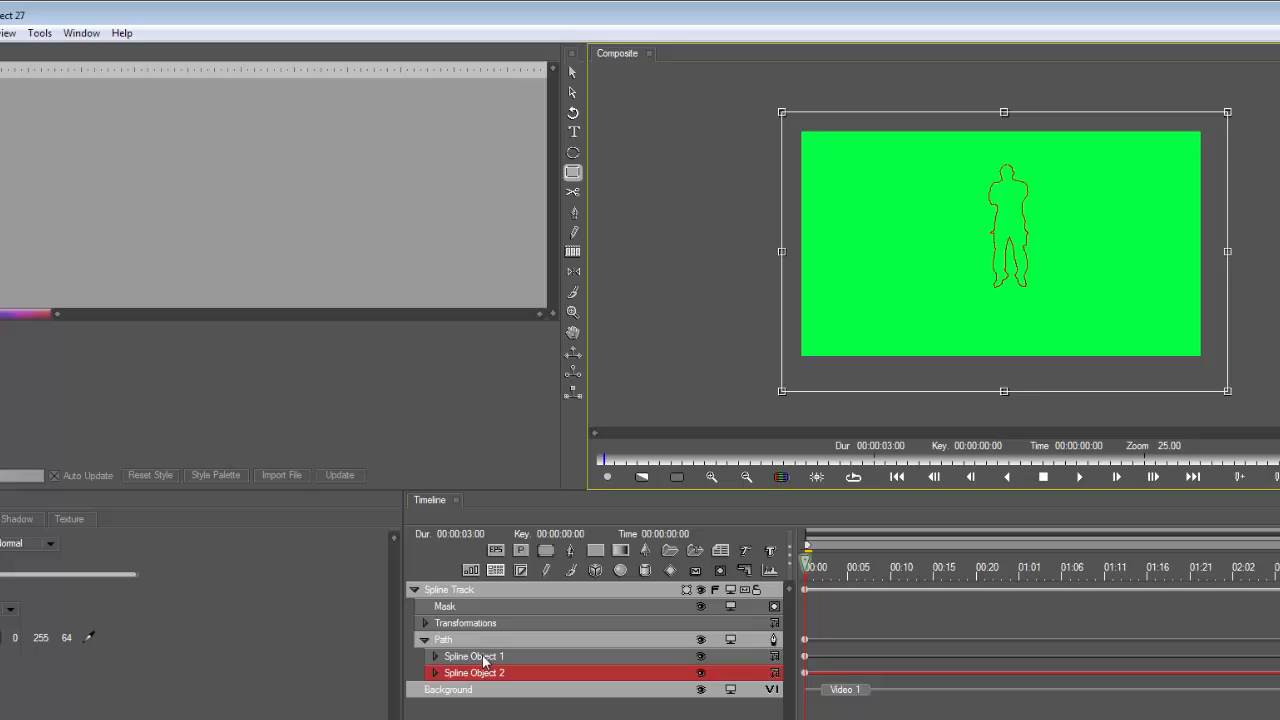 ect 27
iew Tools Window Help
Composite
Dur 00:00:03:00 Key. 00:00:00:00 Time 00:00:00:00 Zoom 25.00
Auto Update Reset Style Style Palette Import File Update
Timeline
Shadow Texture
Dur. 00:00:03:00 Key. 00:00:00:00 Time 00:00:00:00
ormal
EPS P T T
00:00 00:05 00:10 00:15 00:20 01:01 01:06 01:11 01:16 01:21 02:02
Spline Track F
Mask
Transformations
0 255 64
Path
Spline Object 1
Spline Object 2
Background V1 Video 1